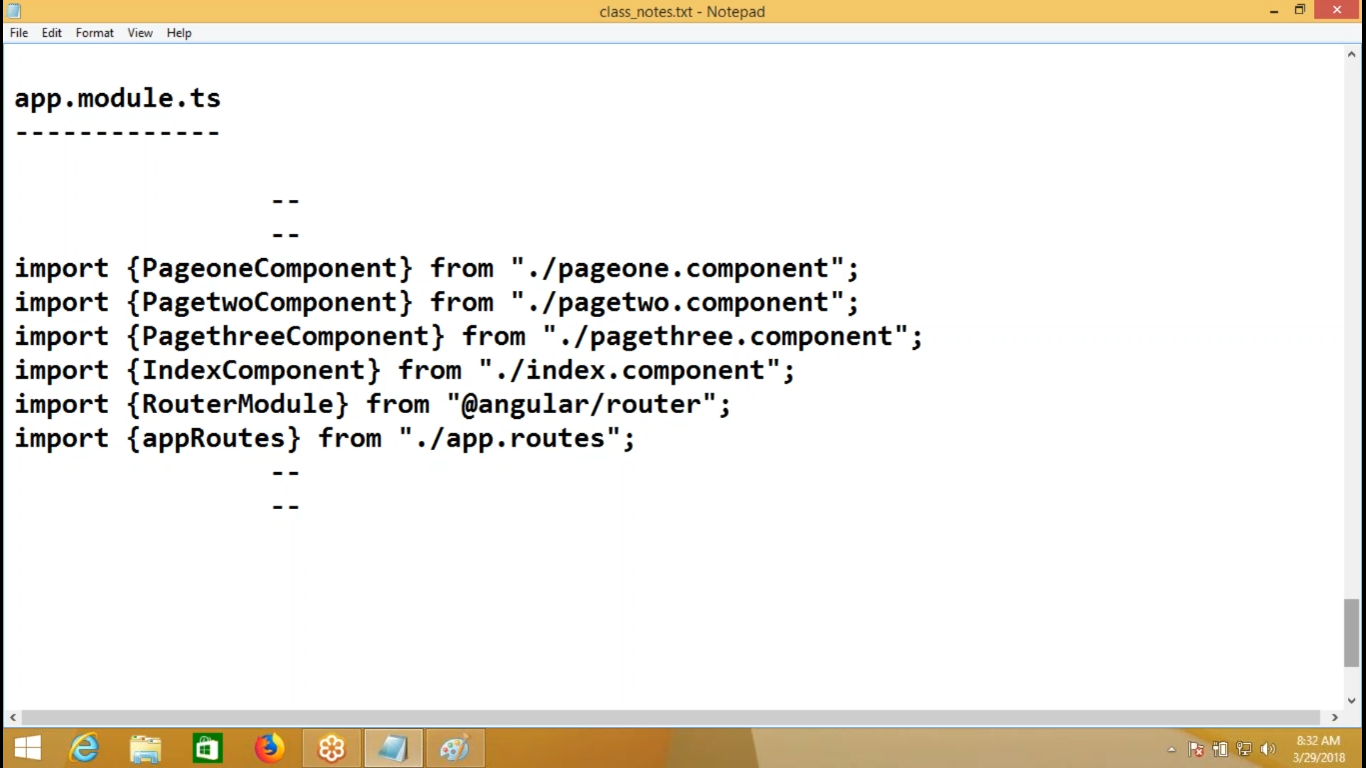 class_notes.txt - Notepad
File Edit Format View Help
app.module.ts
-------------
--
--
import {PageoneComponent} from "./pageone.component";
import {PagetwoComponent} from "./pagetwo.component";
import {PagethreeComponent} from "./pagethree.component";
import {IndexComponent} from "./index.component";
import {RouterModule} from "@angular/router";
import {appRoutes} from "./app.routes";
--
--
8:32 AM
3/29/2018